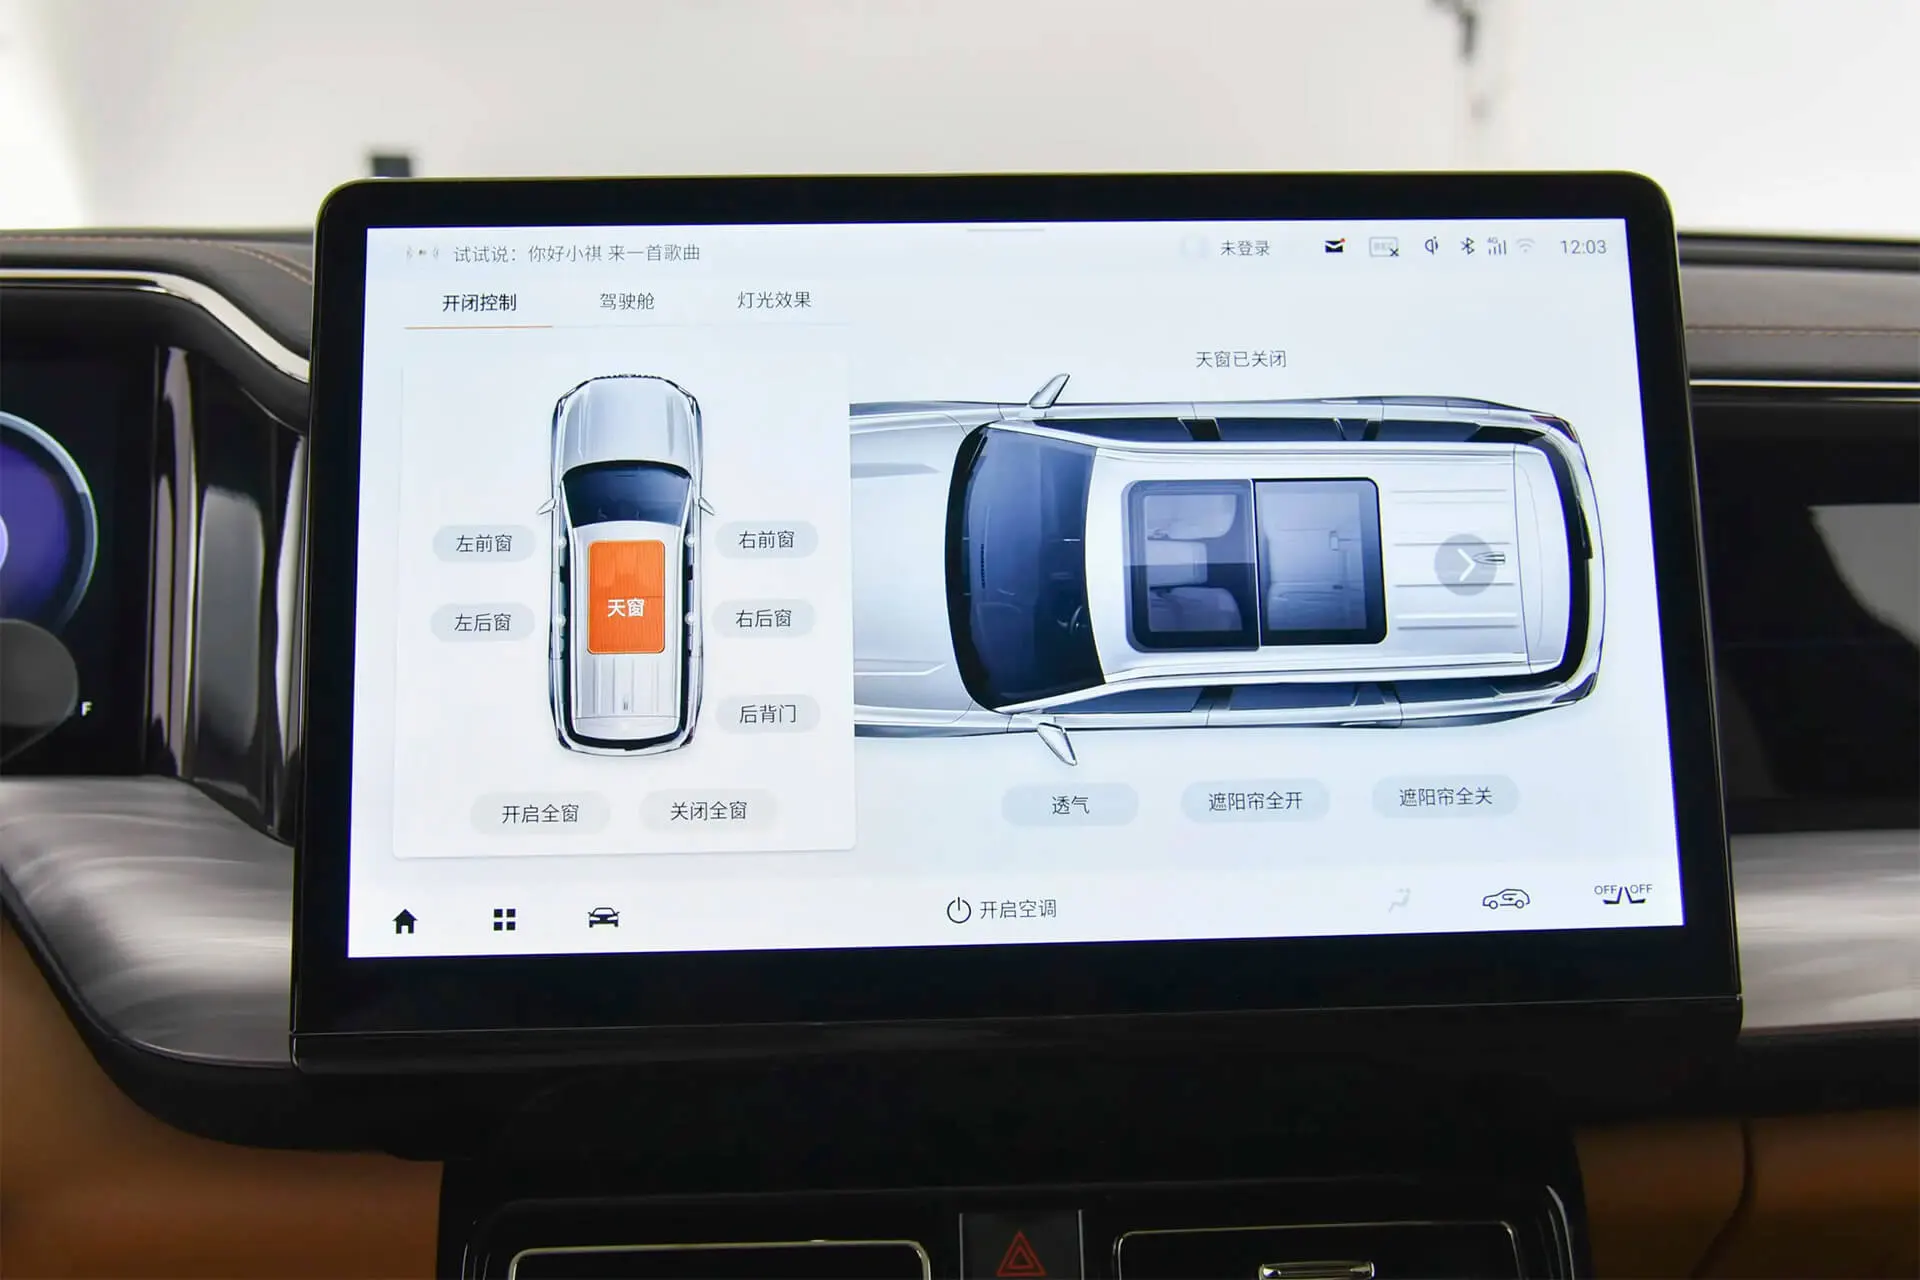 试试说：你好小祺 来一首歌曲
未登录
REC
4G
12:03
开闭控制
驾驶舱
灯光效果
天窗已关闭
左前窗
右前窗
天窗
左后窗
右后窗
后背门
开启全窗
关闭全窗
透气
遮阳帘全开
遮阳帘全关
开启空调
OFF
OFF
F